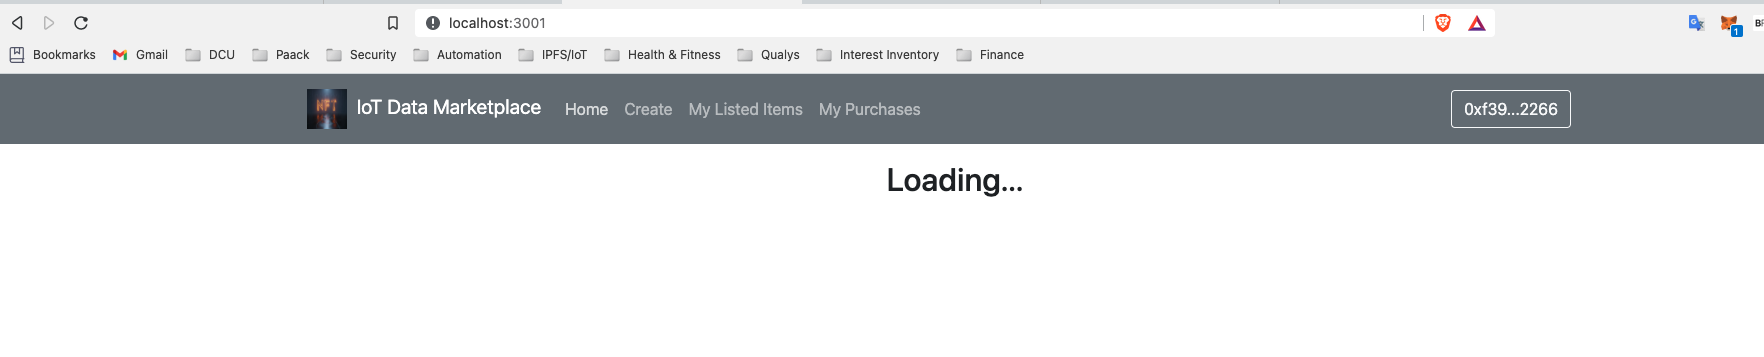 localhost:3001
1
Bookmarks Gmail DCU Paack Security Automation IPFS/IoT Health & Fitness Qualys Interest Inventory Finance
NFT IoT Data Marketplace Home Create My Listed Items My Purchases 0xf39...2266
Loading...